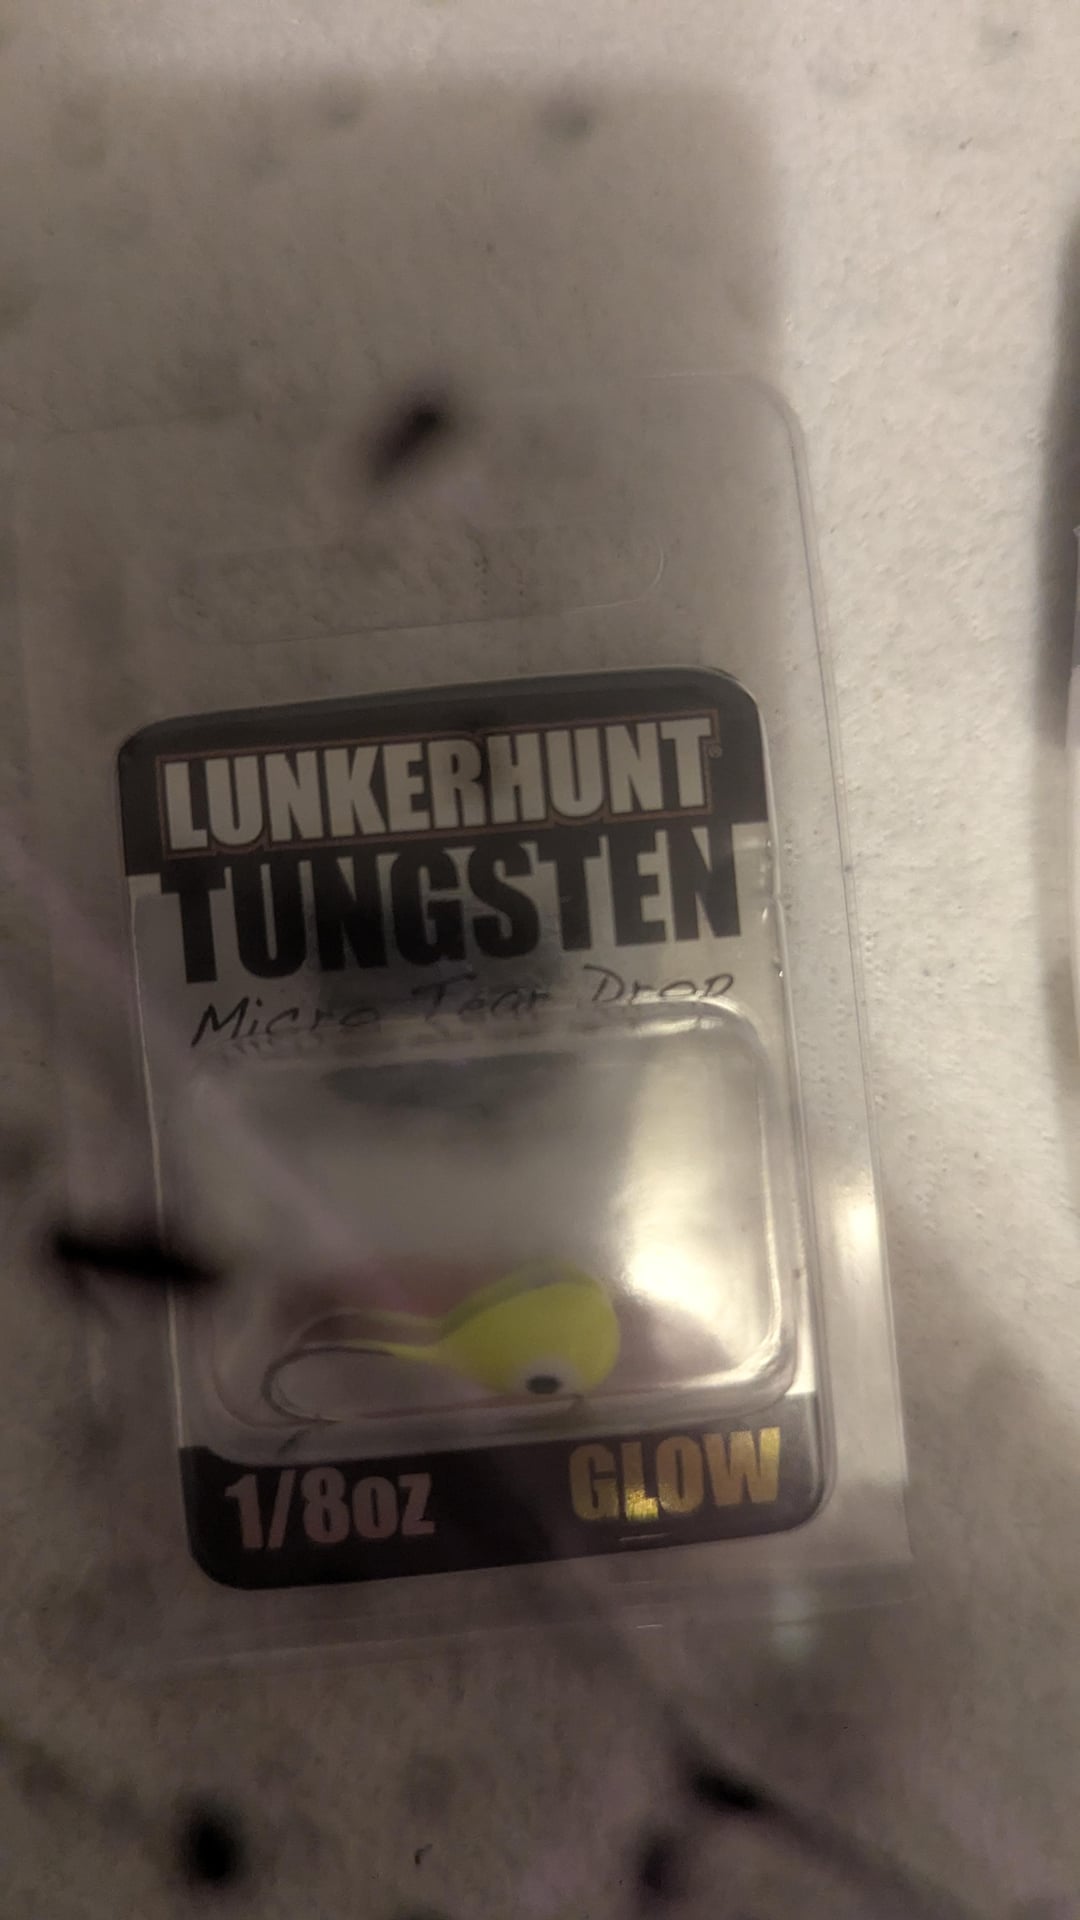 LUNKERHUNT®
TUNGSTEN
Micro Tear Drop
1/8oz GLOW